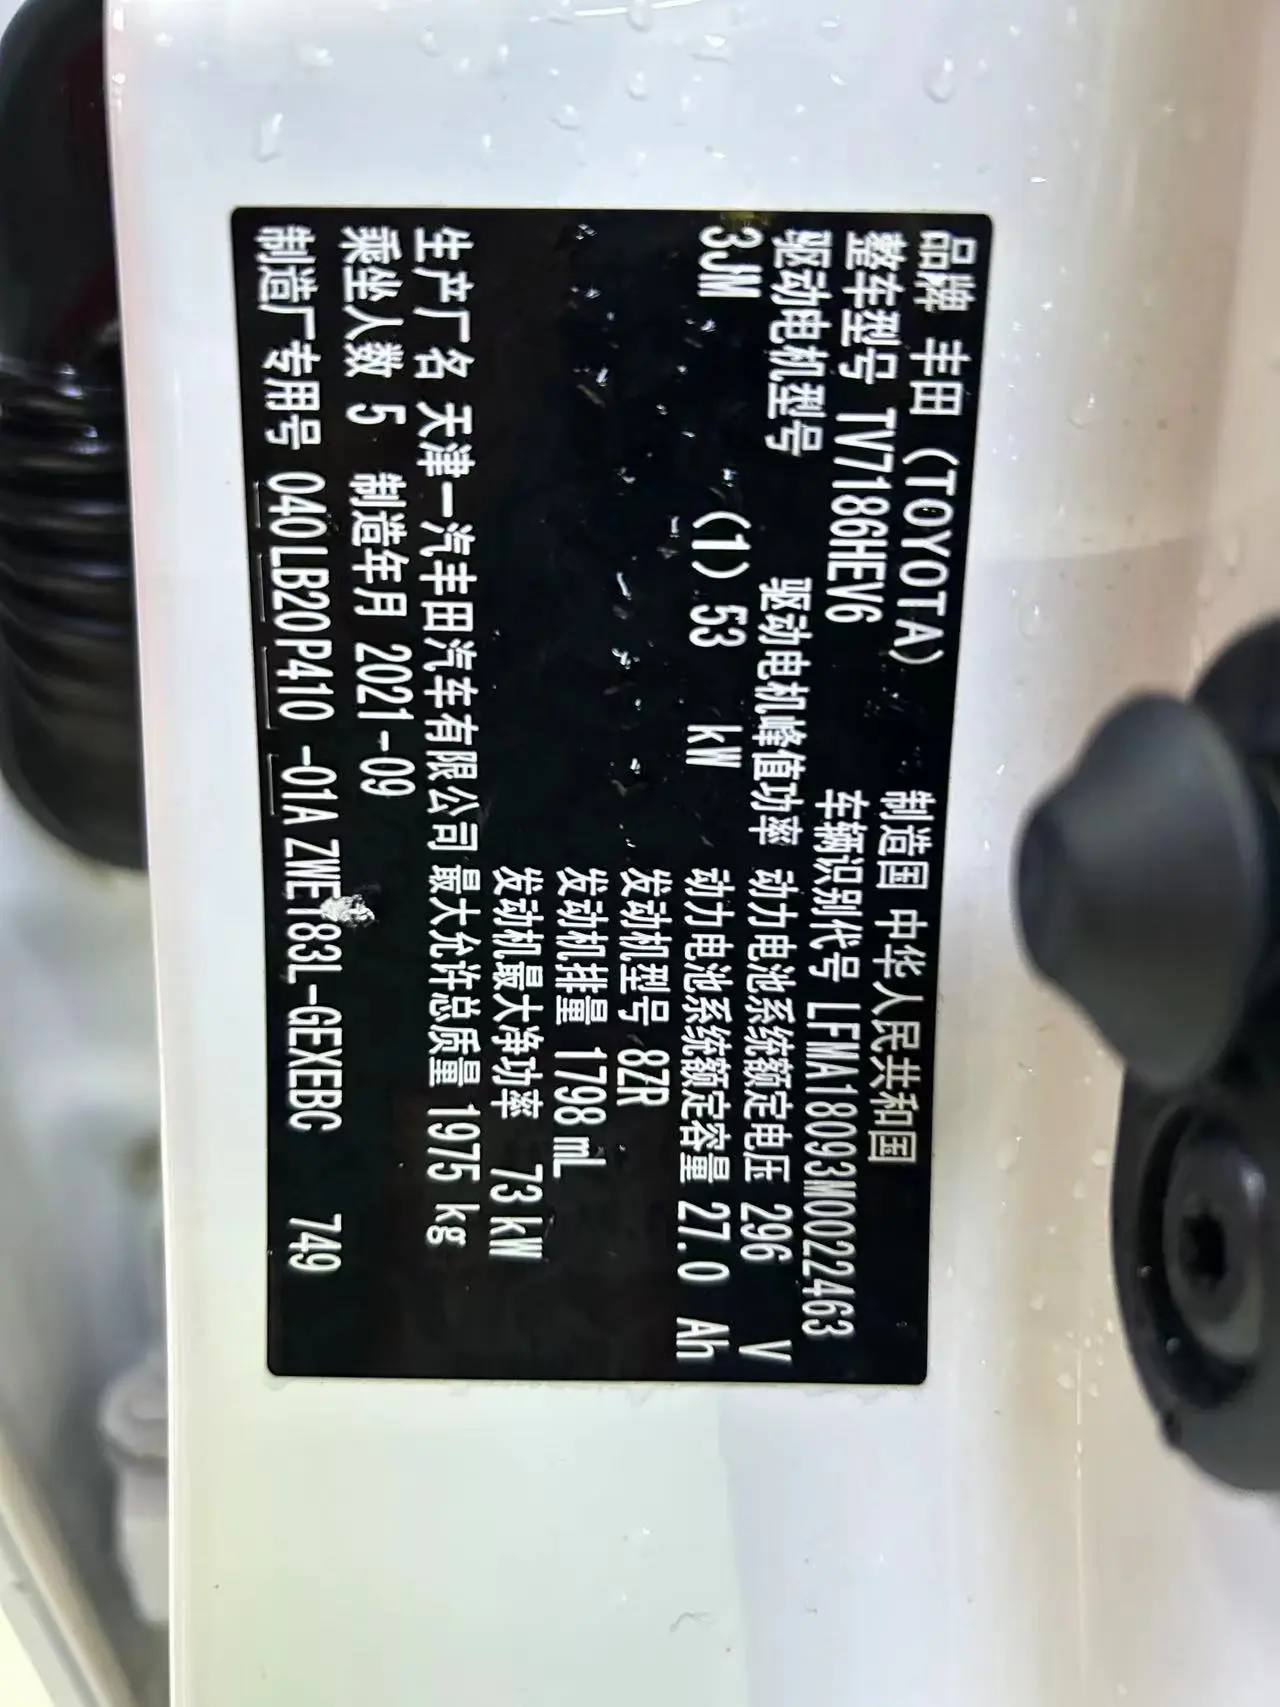 品牌 丰田 (TOYOTA) 制造国 中华人民共和国
整车型号 TV7186HEV6 车辆识别代号 LFMA18093M0022463
驱动电机型号 驱动电机峰值功率 动力电池系统额定电压 296 V
3JM (1) 53 kW 动力电池系统额定容量 27.0 Ah
发动机型号 8ZR
发动机排量 1798 mL
发动机最大净功率 73 kW
生产厂名 天津一汽丰田汽车有限公司 最大允许总质量 1975 kg
乘坐人数 5 制造年月 2021-09
制造厂专用号 040LB20P410 -01A ZWE183L-GEXEBC 749